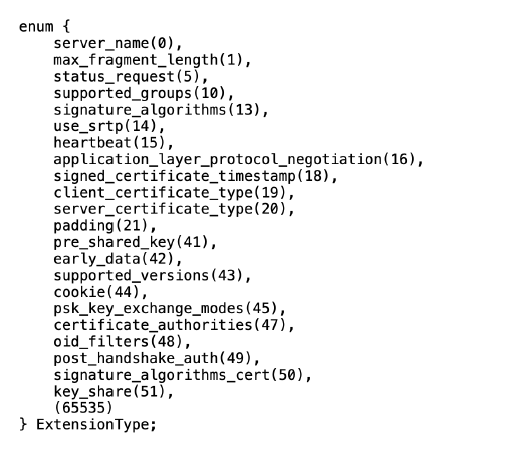 enum {
    server_name(0),
    max_fragment_length(1),
    status_request(5),
    supported_groups(10),
    signature_algorithms(13),
    use_srtp(14),
    heartbeat(15),
    application_layer_protocol_negotiation(16),
    signed_certificate_timestamp(18),
    client_certificate_type(19),
    server_certificate_type(20),
    padding(21),
    pre_shared_key(41),
    early_data(42),
    supported_versions(43),
    cookie(44),
    psk_key_exchange_modes(45),
    certificate_authorities(47),
    oid_filters(48),
    post_handshake_auth(49),
    signature_algorithms_cert(50),
    key_share(51),
    (65535)
} ExtensionType;